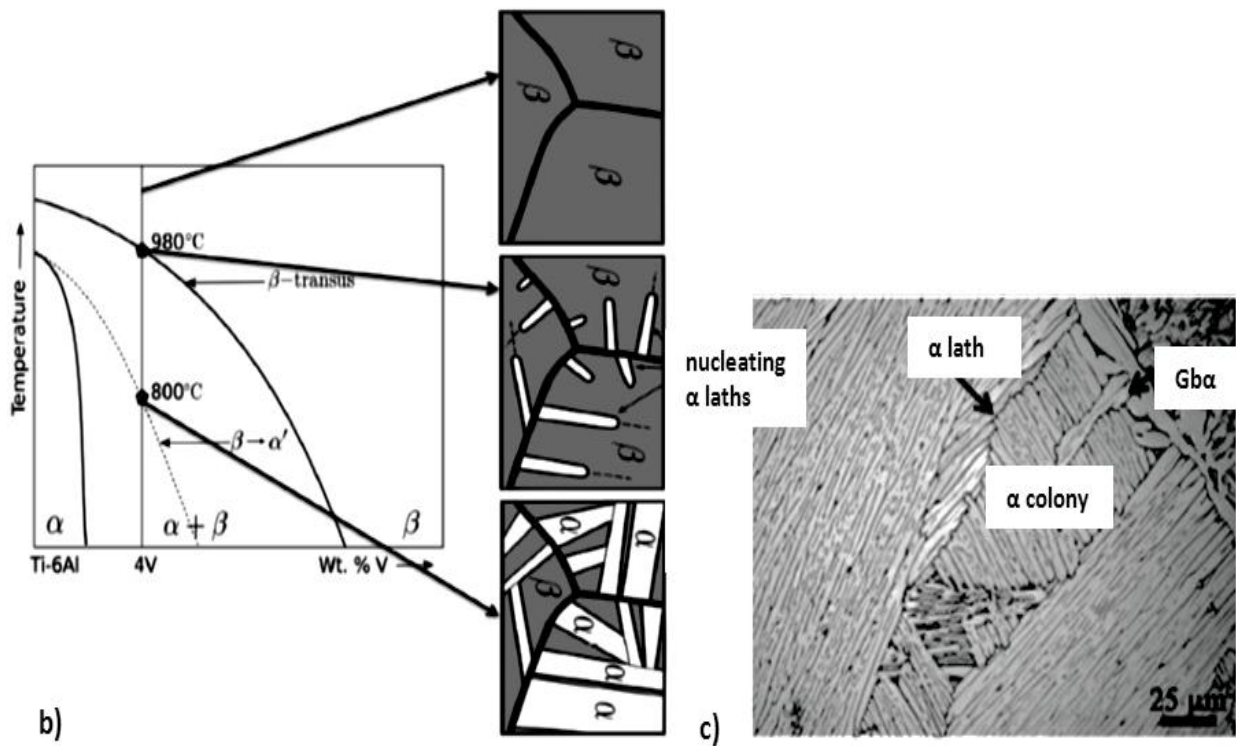 β
β
β
980°C
β-transus
Temperature
800°C
β→α'
α
α + β
β
Ti-6Al
4V
Wt. % V
β
β
nucleating
α laths
α
α
β
α
α
α
b)
α lath
Gbα
α colony
25 μm
c)